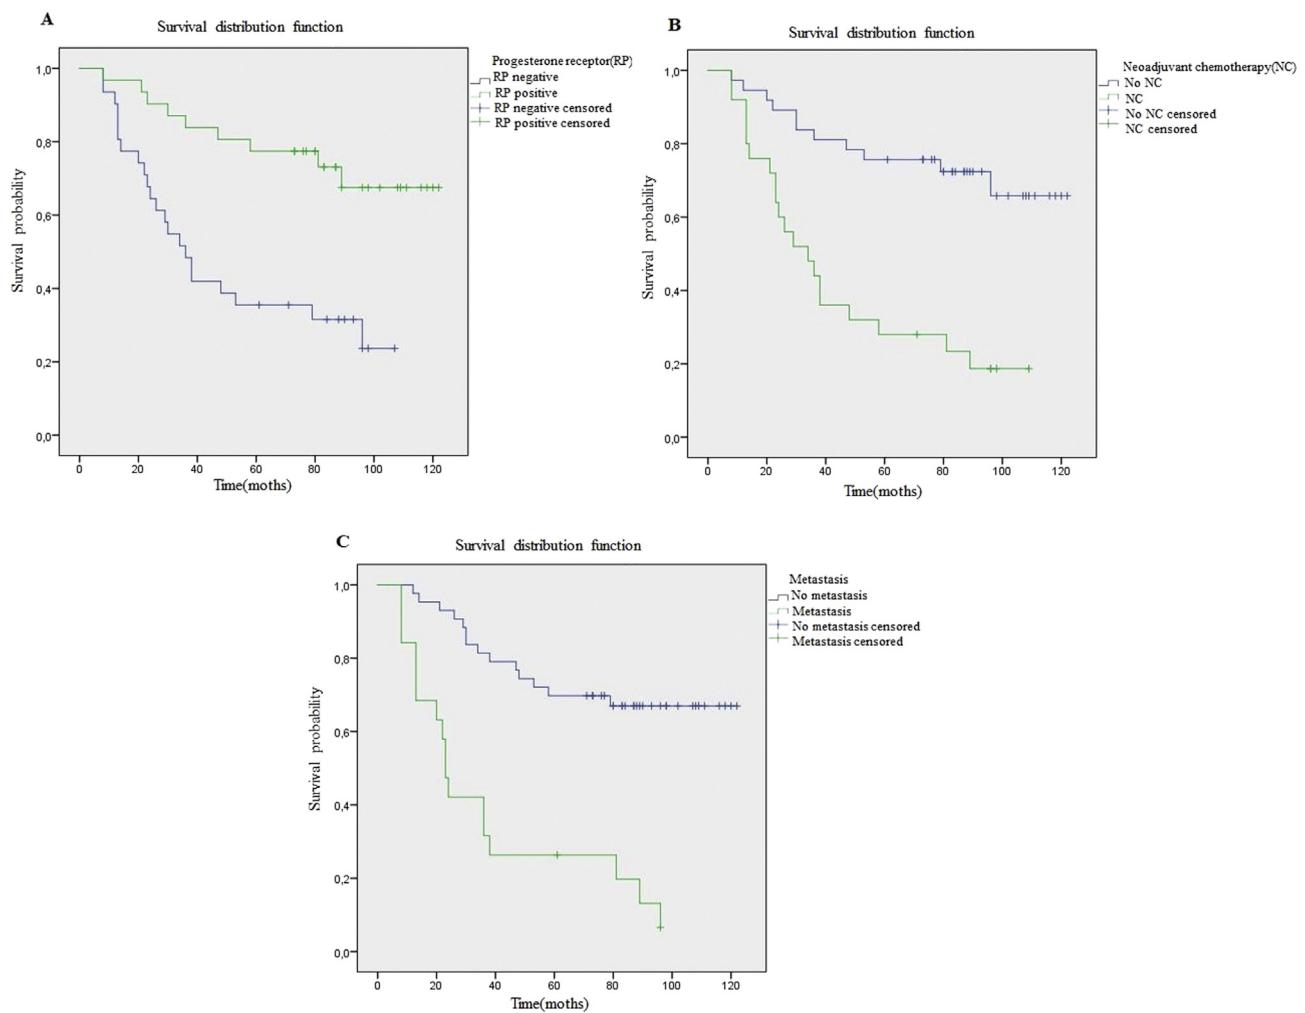 A
Survival distribution function
Progesterone receptor(RP)
RP negative
RP positive
RP negative censored
RP positive censored
Survival probability
1,0
0,8
0,6
0,4
0,2
0,0
0 20 40 60 80 100 120
Time(moths)
B
Survival distribution function
Neoadjuvant chemotherapy(NC)
No NC
NC
No NC censored
NC censored
Survival probability
1,0
0,8
0,6
0,4
0,2
0,0
0 20 40 60 80 100 120
Time(moths)
C
Survival distribution function
Metastasis
No metastasis
Metastasis
No metastasis censored
Metastasis censored
Survival probability
1,0
0,8
0,6
0,4
0,2
0,0
0 20 40 60 80 100 120
Time(moths)